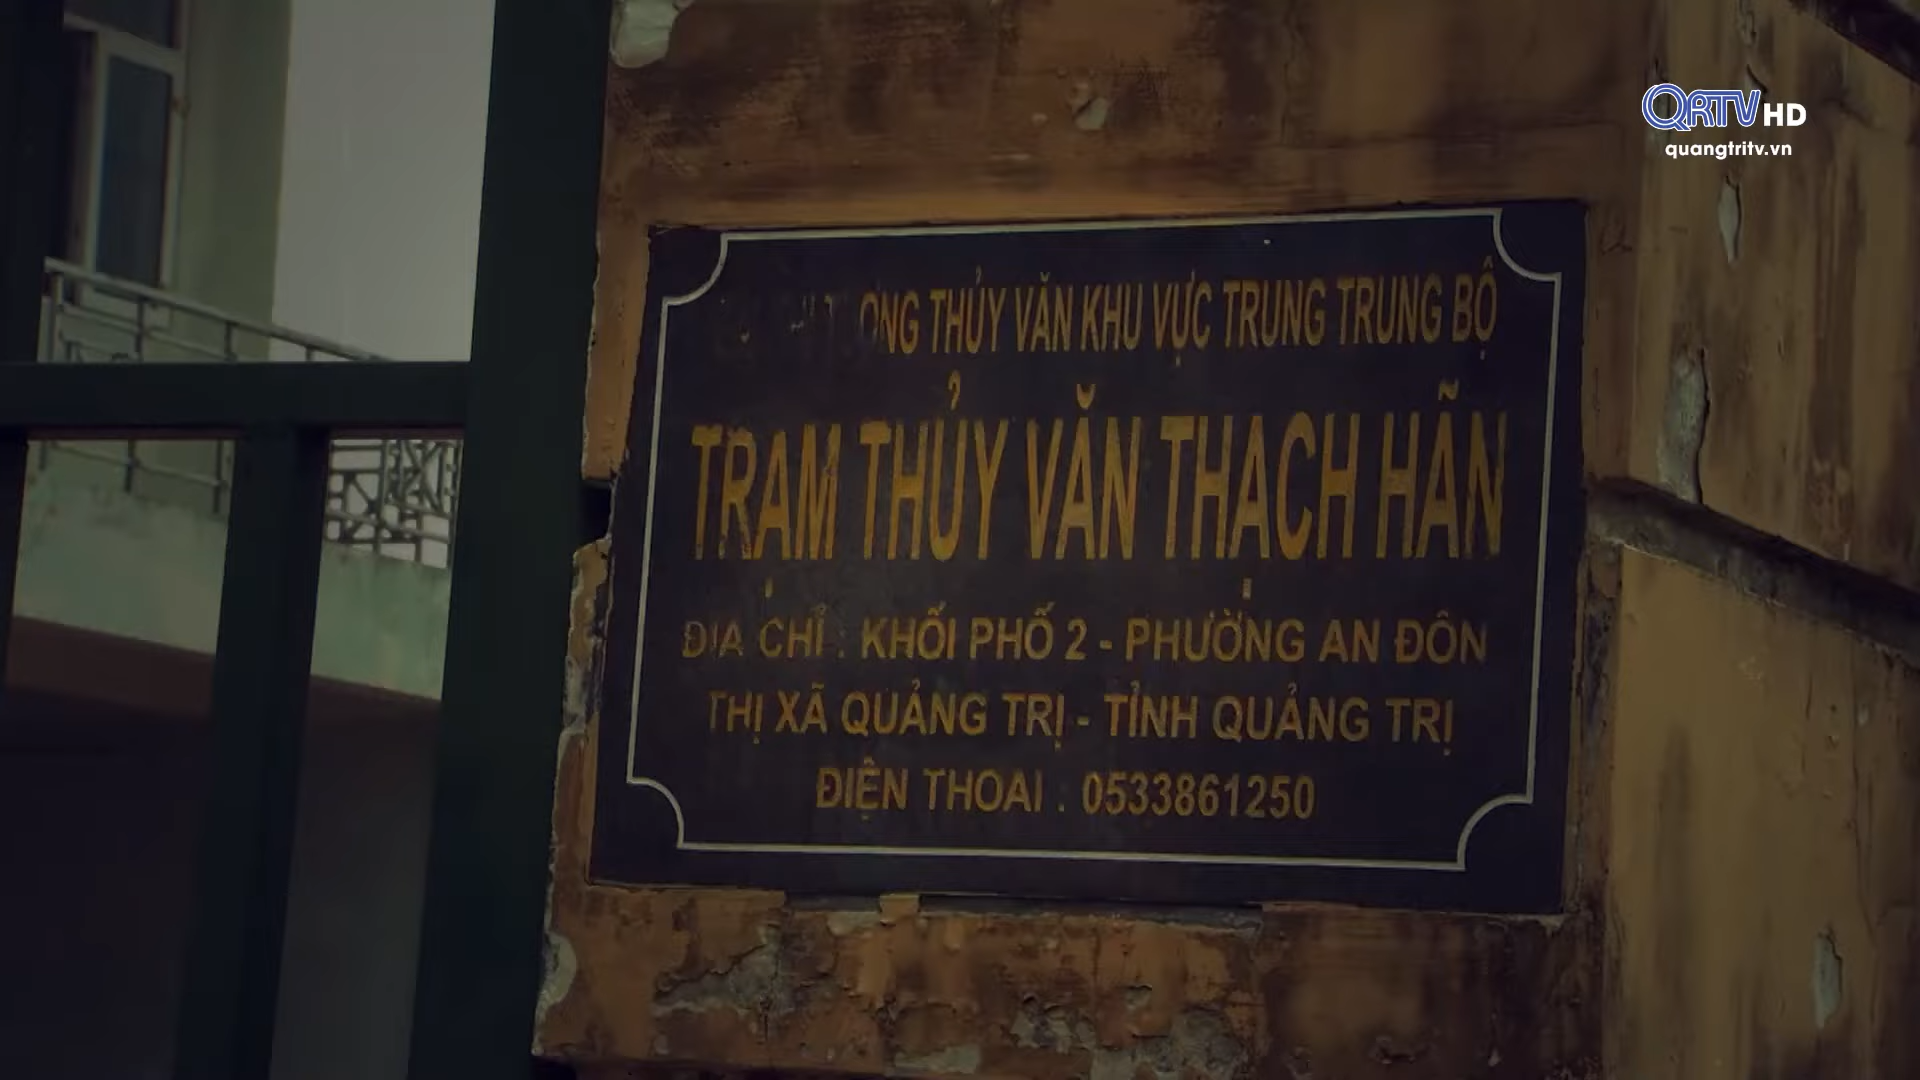 QRTV HD
quangtritv.vn
THỦY VĂN KHU VỰC TRUNG TRUNG BỘ
TRẠM THỦY VĂN THẠCH HÃN
ĐỊA CHỈ : KHỐI PHỐ 2 - PHƯỜNG AN ĐÔN
THỊ XÃ QUẢNG TRỊ - TỈNH QUẢNG TRỊ
ĐIỆN THOẠI : 0533861250